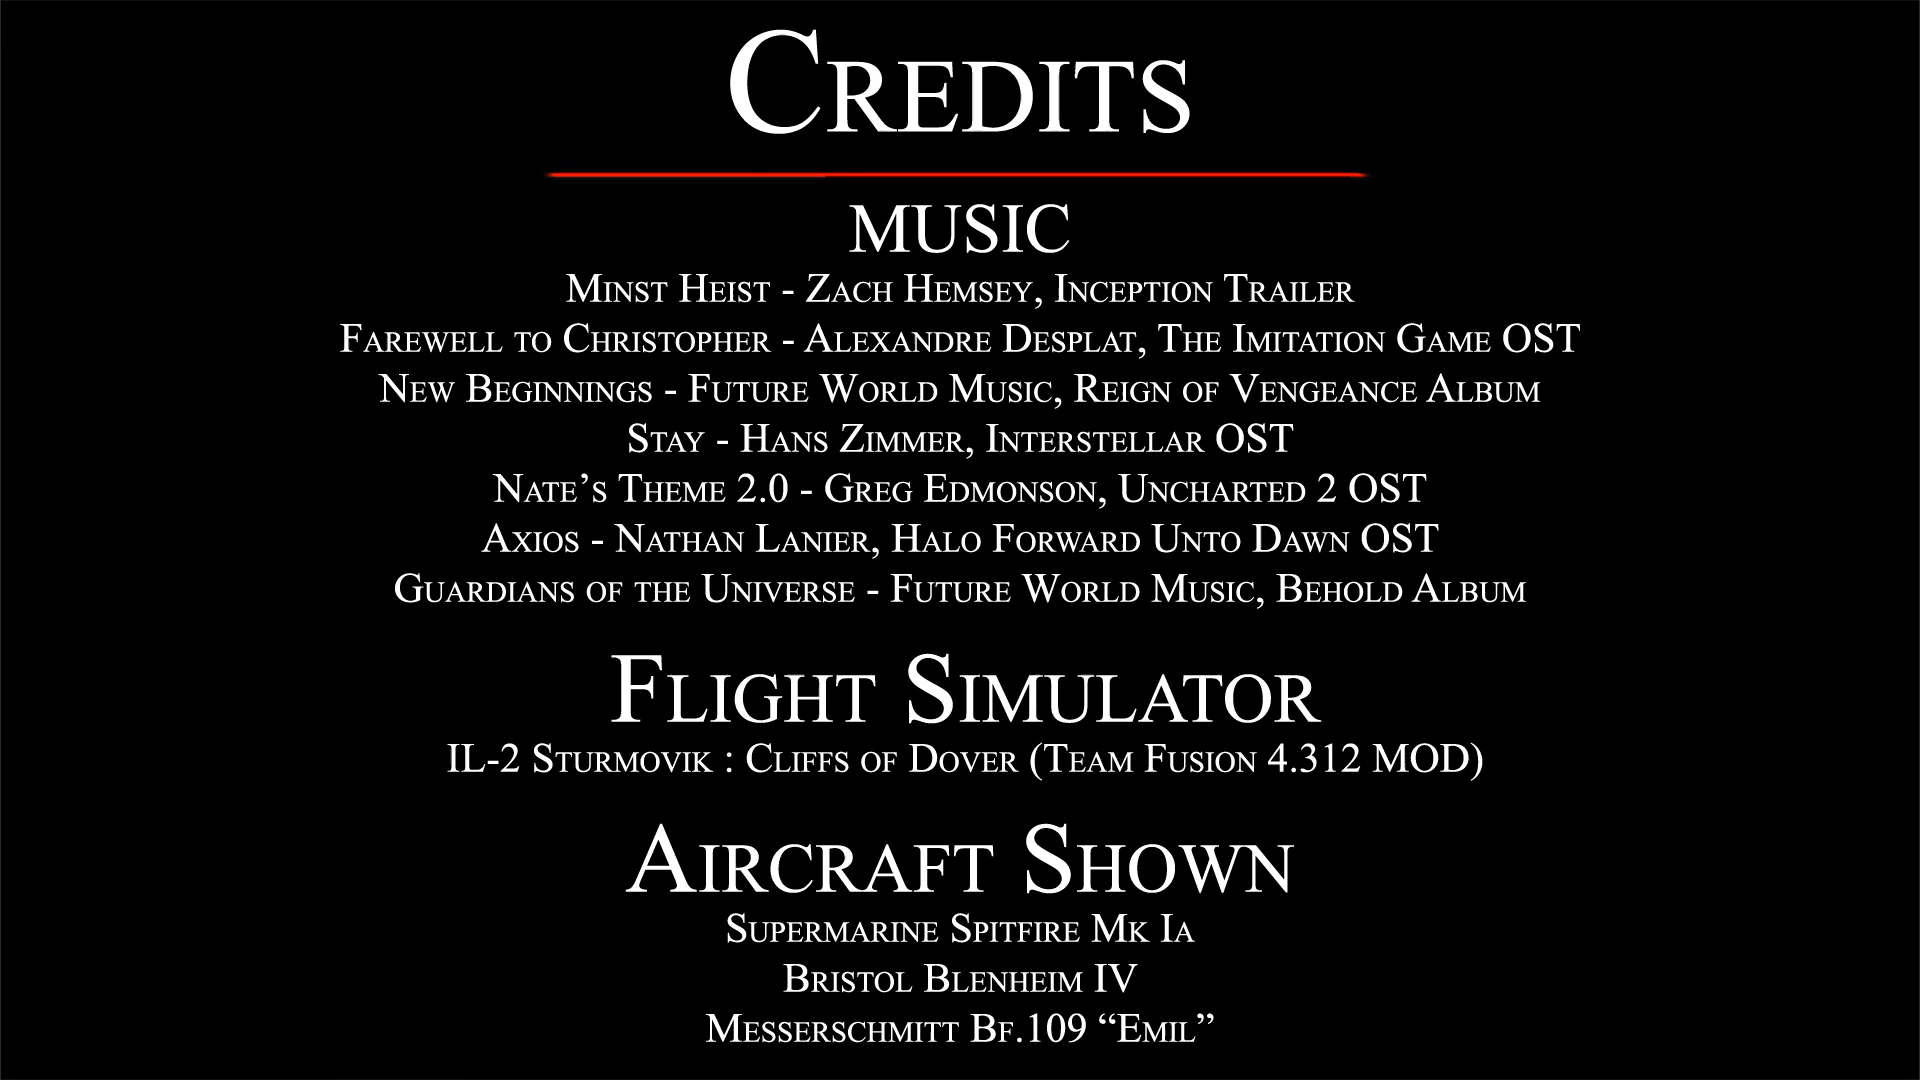 Credits
MUSIC
Minst Heist - Zach Hemsey, Inception Trailer
Farewell to Christopher - Alexandre Desplat, The Imitation Game OST
New Beginnings - Future World Music, Reign of Vengeance Album
Stay - Hans Zimmer, Interstellar OST
Nate’s Theme 2.0 - Greg Edmonson, Uncharted 2 OST
Axios - Nathan Lanier, Halo Forward Unto Dawn OST
Guardians of the Universe - Future World Music, Behold Album
Flight Simulator
IL-2 Sturmovik : Cliffs of Dover (Team Fusion 4.312 MOD)
Aircraft Shown
Supermarine Spitfire Mk Ia
Bristol Blenheim IV
Messerschmitt Bf.109 “Emil”